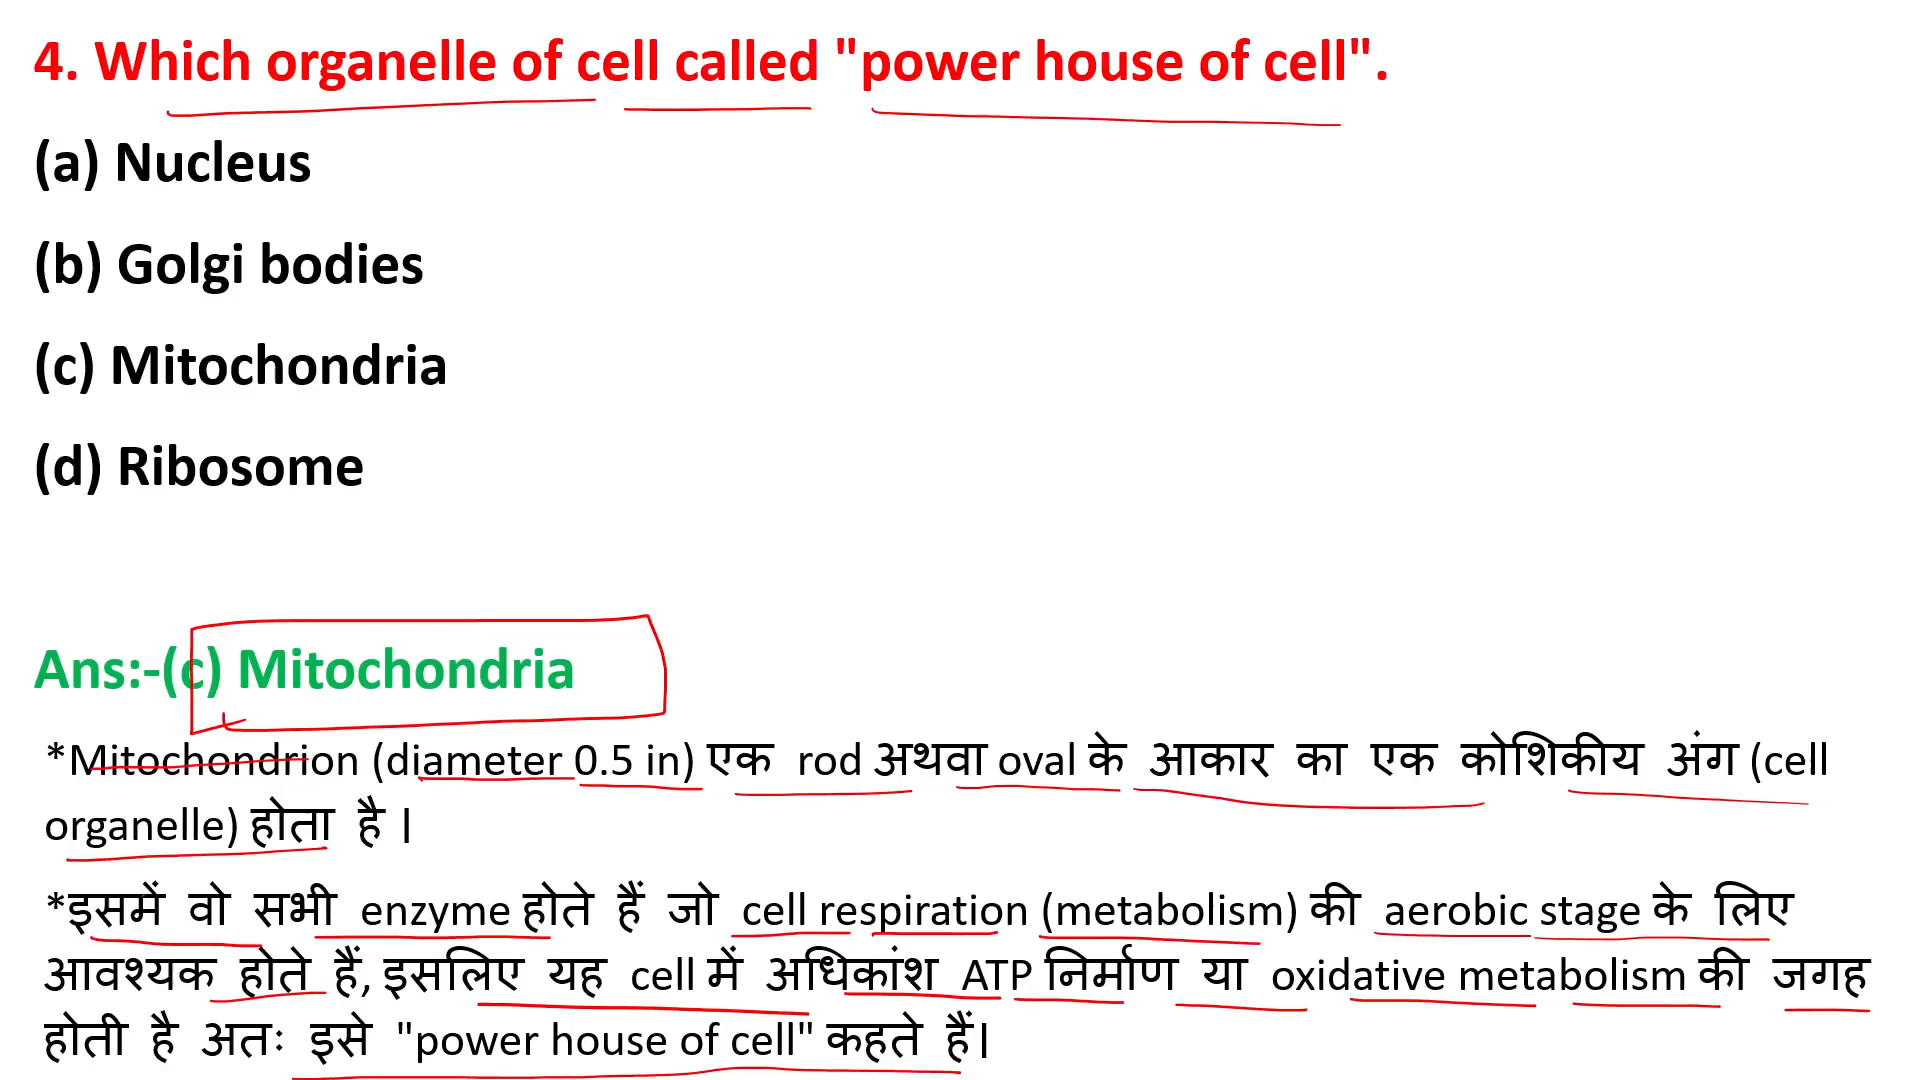 4. Which organelle of cell called "power house of cell".
(a) Nucleus
(b) Golgi bodies
(c) Mitochondria
(d) Ribosome
Ans:-(c) Mitochondria
*Mitochondrion (diameter 0.5 in) एक rod अथवा oval के आकार का एक कोशिकीय अंग (cell
organelle) होता है।
*इसमें वो सभी enzyme होते हैं जो cell respiration (metabolism) की aerobic stage के लिए
आवश्यक होते हैं, इसलिए यह cell में अधिकांश ATP निर्माण या oxidative metabolism की जगह
होती है अतः इसे "power house of cell" कहते हैं।